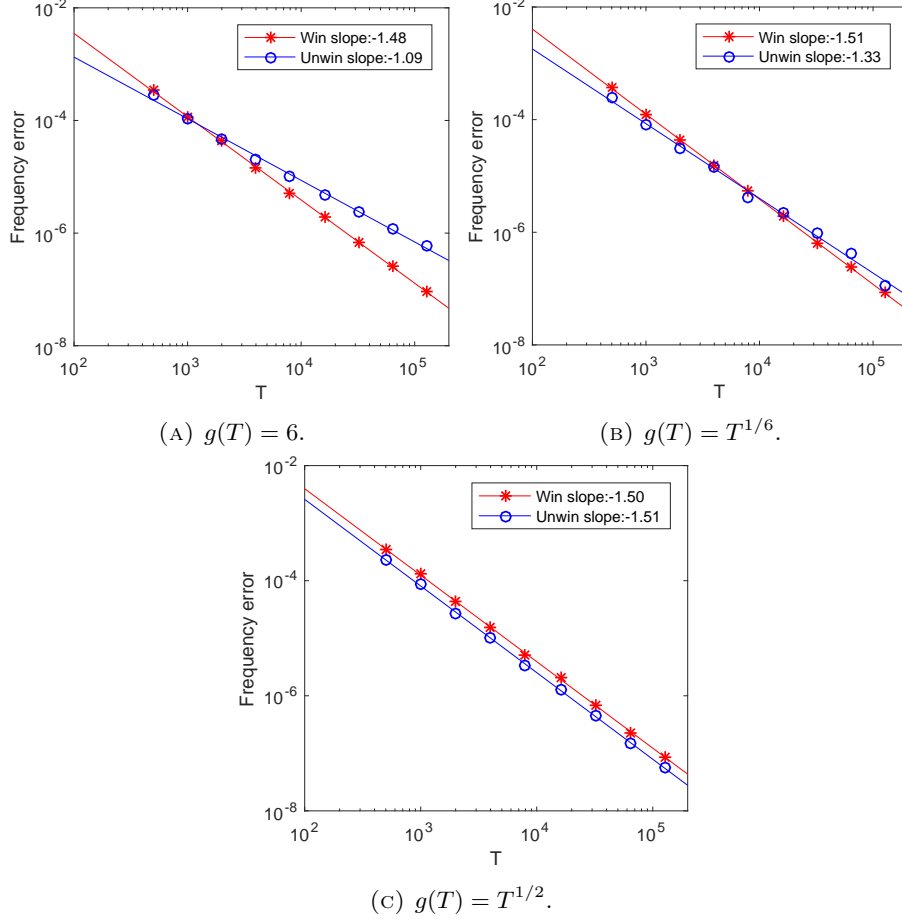 10^-2
Win slope:-1.48
Unwin slope:-1.09
10^-4
10^-6
10^-8
Frequency error
10^2
10^3
10^4
10^5
T
(A) g(T) = 6.
10^-2
Win slope:-1.51
Unwin slope:-1.33
10^-4
10^-6
10^-8
Frequency error
10^2
10^3
10^4
10^5
T
(B) g(T) = T^{1/6}.
10^-2
Win slope:-1.50
Unwin slope:-1.51
10^-4
10^-6
10^-8
Frequency error
10^2
10^3
10^4
10^5
T
(C) g(T) = T^{1/2}.